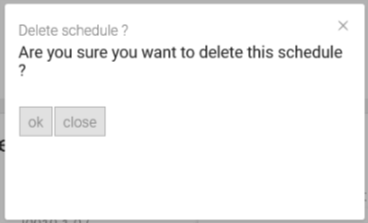 Delete schedule ?
Are you sure you want to delete this schedule
?
ok close